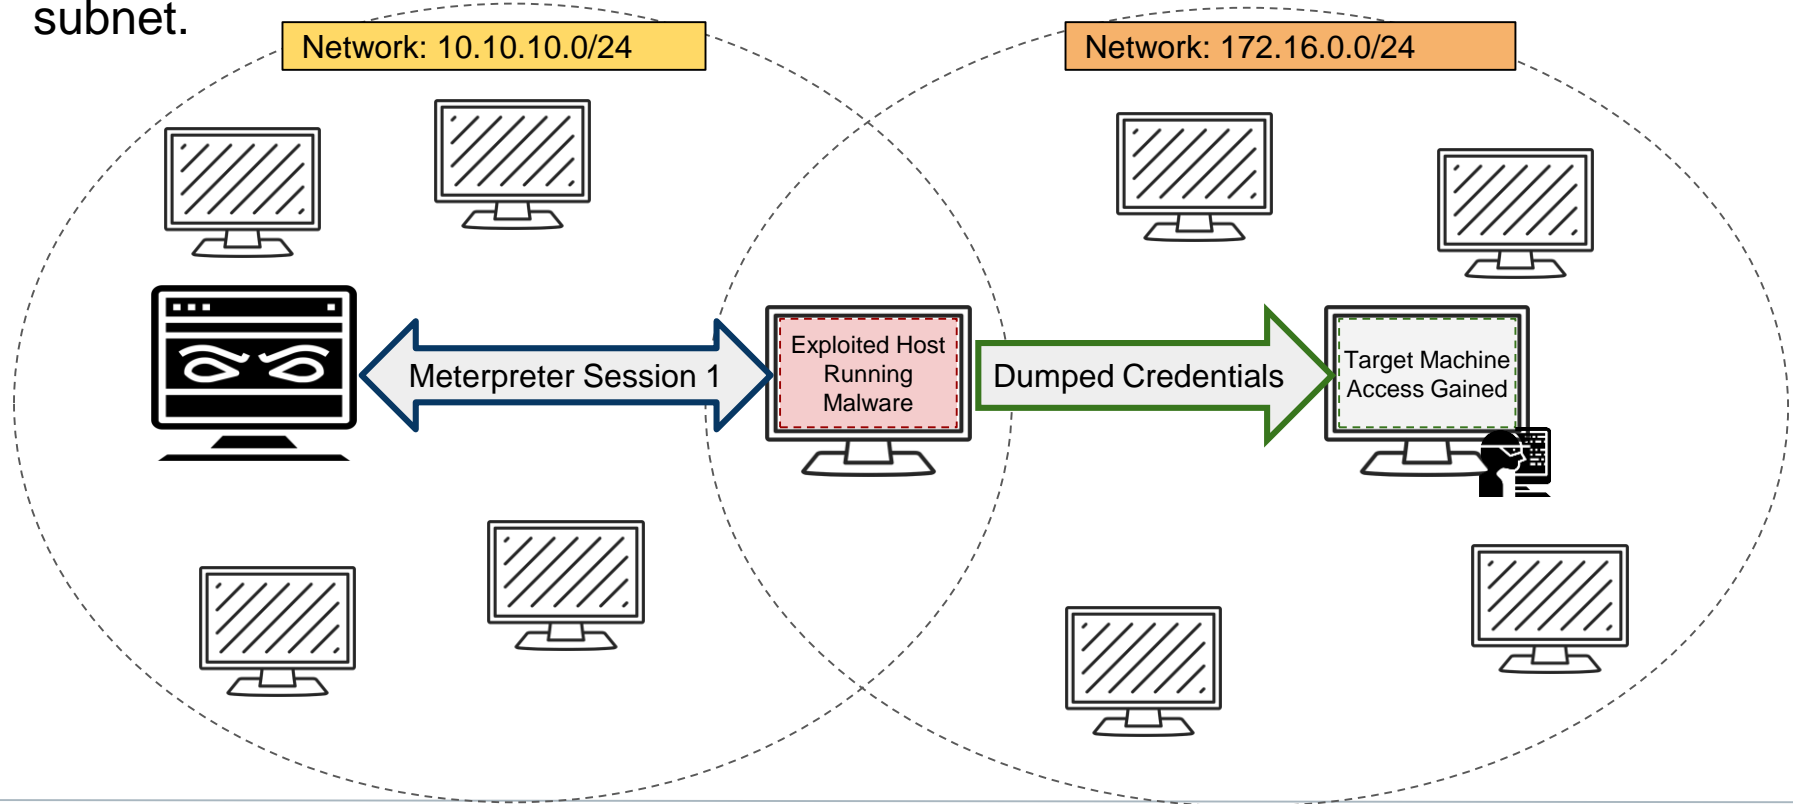 subnet.
Network: 10.10.10.0/24
Network: 172.16.0.0/24
Meterpreter Session 1
Exploited Host
Running
Malware
Dumped Credentials
Target Machine
Access Gained